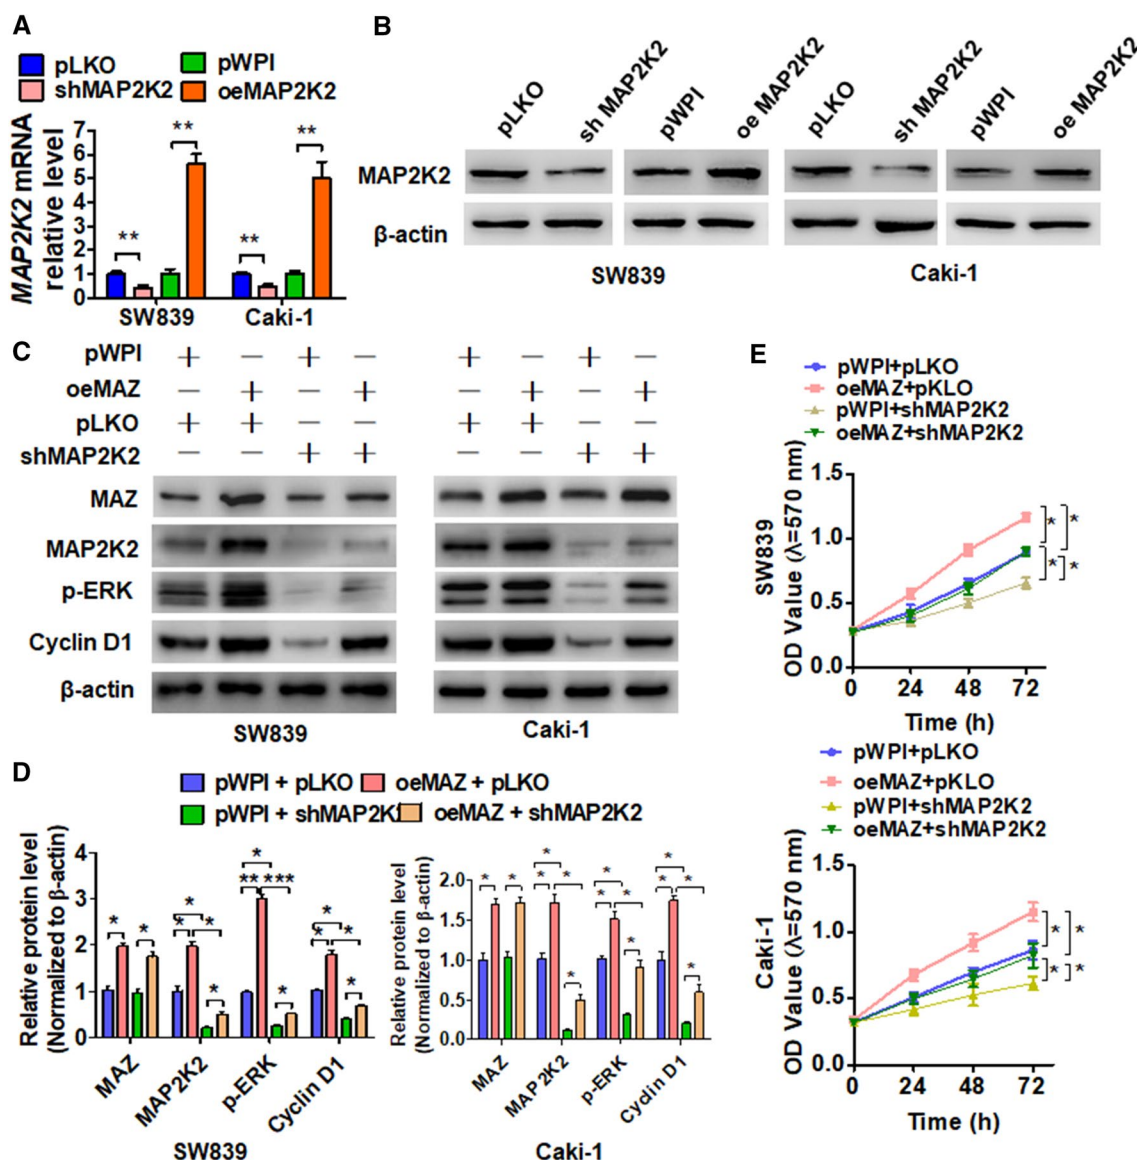 A
pLKO
pWPI
shMAP2K2
oeMAP2K2
MAP2K2 mRNA
relative level
7
6
5
4
3
2
1
0
**
**
**
**
SW839
Caki-1
B
pLKO
sh MAP2K2
pWPI
oe MAP2K2
pLKO
sh MAP2K2
pWPI
oe MAP2K2
MAP2K2
β-actin
SW839
Caki-1
C
pWPI + — + — + — + —
oeMAZ — + — + — + — +
pLKO + + — — + + — —
shMAP2K2 — — + + — — + +
MAZ
MAP2K2
p-ERK
Cyclin D1
β-actin
SW839
Caki-1
D
pWPI + pLKO
oeMAZ + pLKO
pWPI + shMAP2K
oeMAZ + shMAP2K2
Relative protein level
(Normalized to β-actin)
4
3
2
1
0
* * * * * * * ** *** * * * * *
MAZ
MAP2K2
p-ERK
Cyclin D1
SW839
Relative protein level
(Normalized to β-actin)
2.0
1.5
1.0
0.5
0.0
* * * * * * * * * * * * * *
MAZ
MAP2K2
p-ERK
Cyclin D1
Caki-1
E
pWPI+pLKO
oeMAZ+pKLO
pWPI+shMAP2K2
oeMAZ+shMAP2K2
SW839
OD Value (λ=570 nm)
1.5
1.0
0.5
0.0
* *
* *
0 24 48 72
Time (h)
pWPI+pLKO
oeMAZ+pKLO
pWPI+shMAP2K2
oeMAZ+shMAP2K2
Caki-1
OD Value (λ=570 nm)
1.5
1.0
0.5
0.0
* *
* *
0 24 48 72
Time (h)